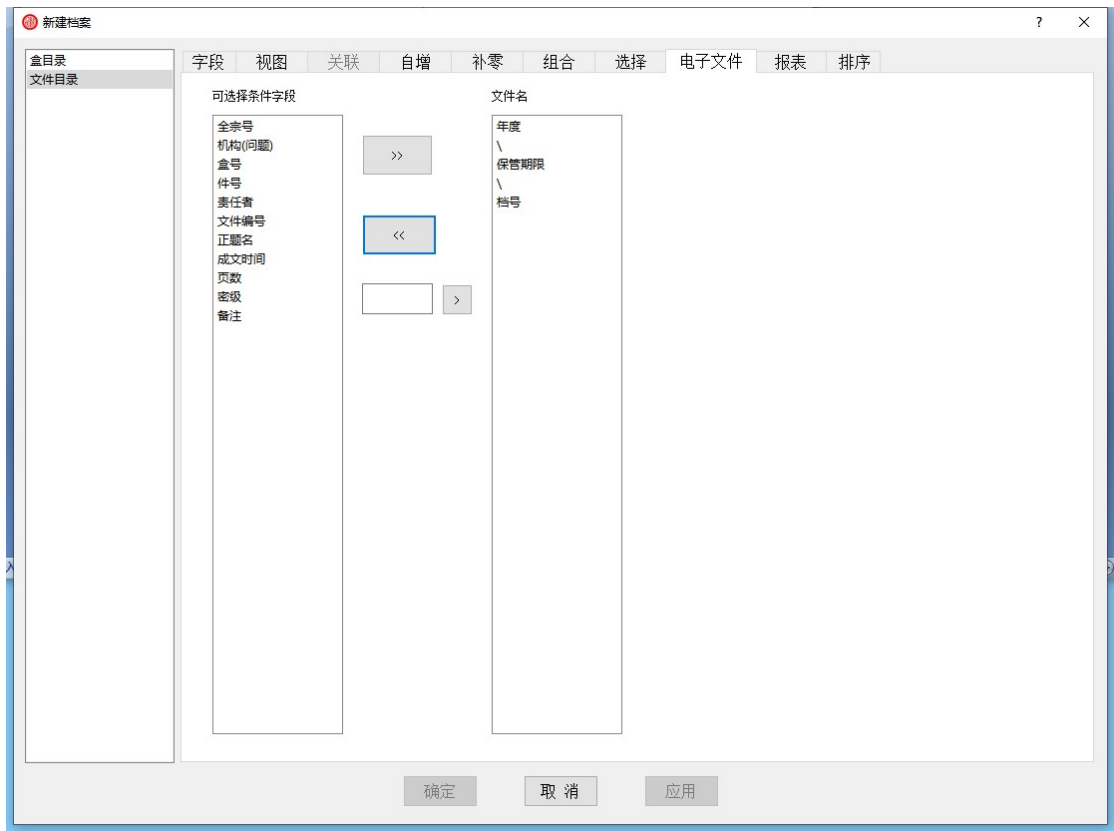 新建档案
?
盒目录
文件目录
字段 视图 关联 自增 补零 组合 选择 电子文件 报表 排序
可选择条件字段
全宗号
机构(问题)
盒号
件号
责任者
文件编号
正题名
成文时间
页数
密级
备注
>>
<<
>
文件名
年度
\
保管期限
\
档号
确定 取消 应用